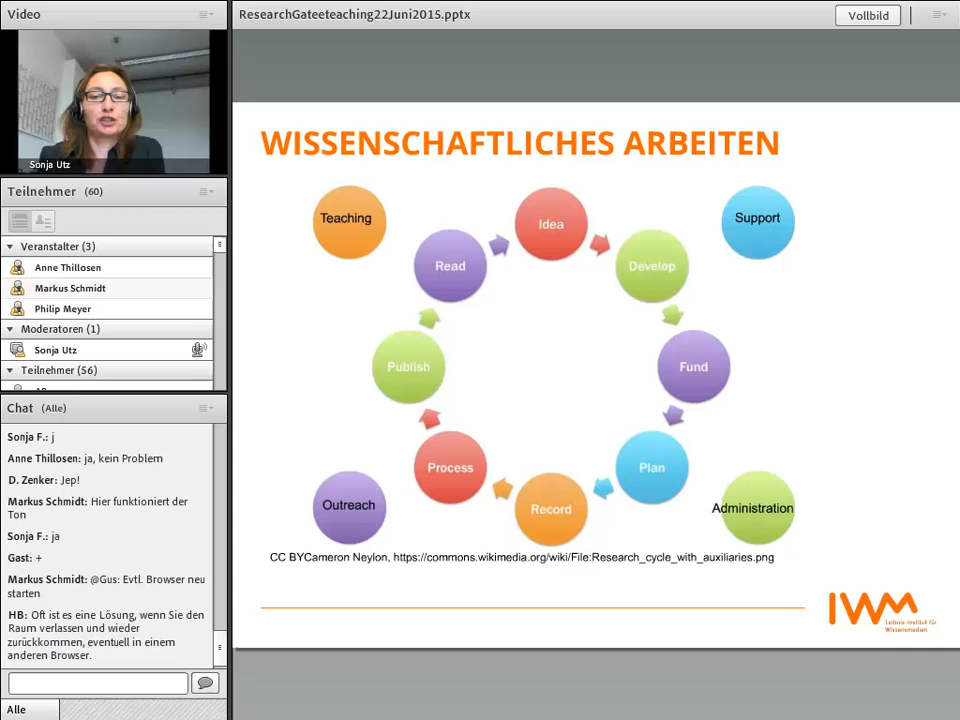 Video
Sonja Utz
Teilnehmer (60)
Veranstalter (3)
Anne Thillosen
Markus Schmidt
Philip Meyer
Moderatoren (1)
Sonja Utz
Teilnehmer (56)
Chat (Alle)
Sonja F.: j
Anne Thillosen: ja, kein Problem
D. Zenker: Jep!
Markus Schmidt: Hier funktioniert der
Ton
Sonja F.: ja
Gast: +
Markus Schmidt: @Gus: Evtl. Browser neu
starten
HB: Oft ist es eine Lösung, wenn Sie den
Raum verlassen und wieder
zurückkommen, eventuell in einem
anderen Browser.
Alle
ResearchGateeteaching22Juni2015.pptx
Vollbild
WISSENSCHAFTLICHES ARBEITEN
Teaching
Idea
Support
Read
Develop
Publish
Fund
Process
Plan
Outreach
Record
Administration
CC BYCameron Neylon, https://commons.wikimedia.org/wiki/File:Research_cycle_with_auxiliaries.png
IWM
Leibniz-Institut für
Wissensmedien